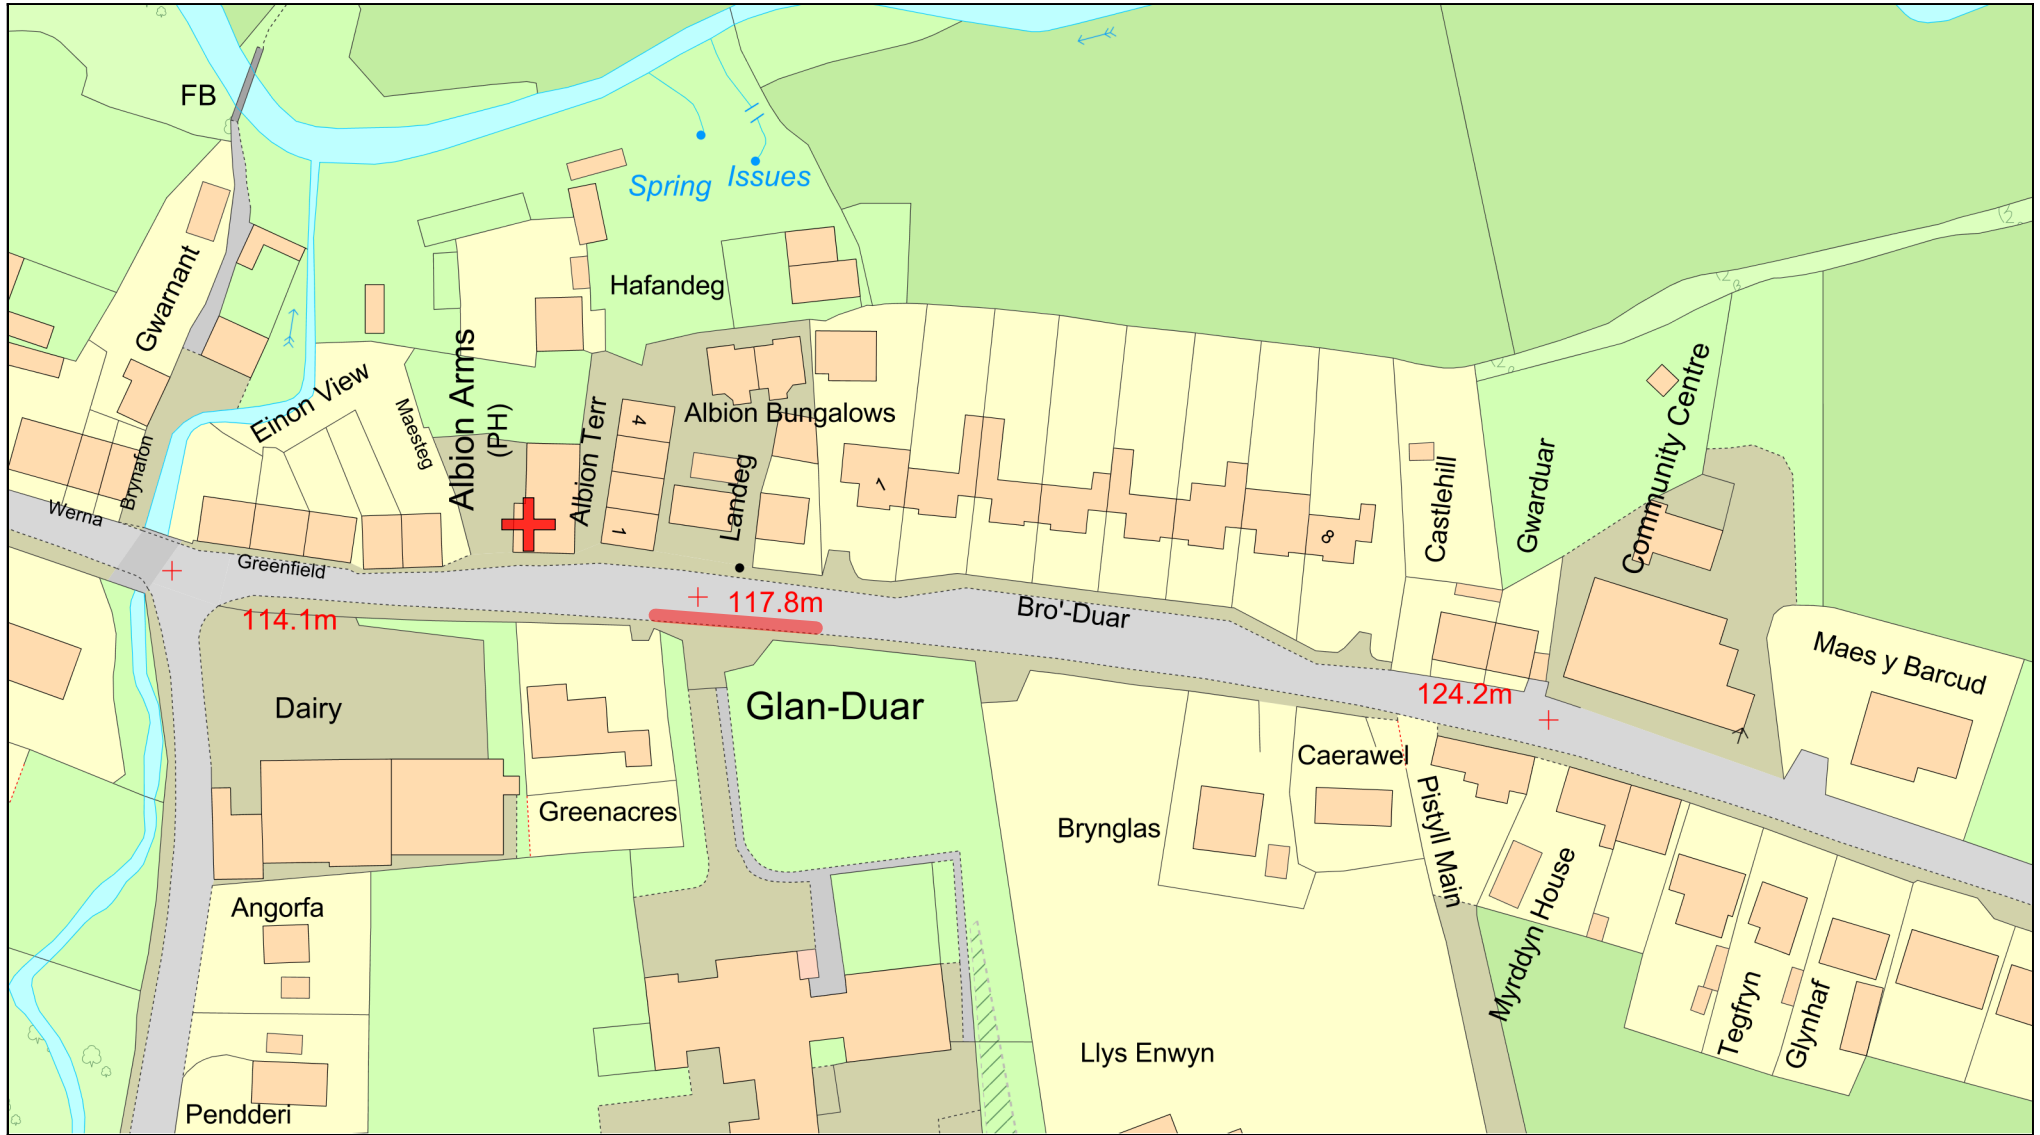 FB
Spring
Issues
Gwarnant
Hafandeg
Einon View
Maesteg
Albion Arms
(PH)
Albion Terr
4
1
Albion Bungalows
Landeg
Brynafon
Werna
Greenfield
114.1m
117.8m
7
8
Bro'-Duar
Castlehill
Gwarduar
Community Centre
Maes y Barcud
124.2m
Dairy
Glan-Duar
Greenacres
Caerawel
Brynglas
Pistyll Main
Myrddyn House
Angorfa
Tegfryn
Glynhaf
Llys Enwyn
Pendderi